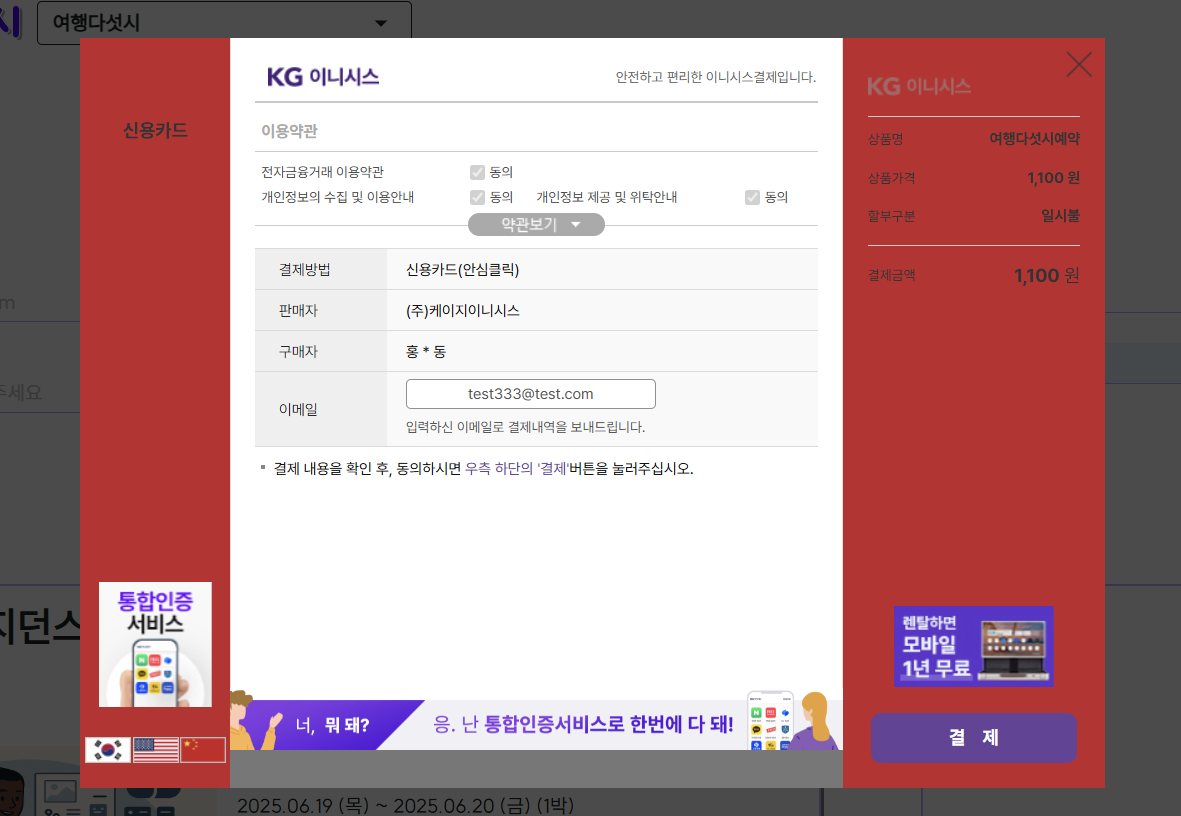 여행다섯시
신용카드
KG 이니시스
안전하고 편리한 이니시스결제입니다.
이용약관
전자금융거래 이용약관
동의
개인정보의 수집 및 이용안내
동의
개인정보 제공 및 위탁안내
동의
약관보기
결제방법
신용카드(안심클릭)
판매자
(주)케이지이니시스
구매자
홍 * 동
이메일
test333@test.com
입력하신 이메일로 결제내역을 보내드립니다.
결제 내용을 확인 후, 동의하시면 우측 하단의 '결제'버튼을 눌러주십시오.
KG 이니시스
상품명
여행다섯시예약
상품가격
1,100 원
할부구분
일시불
결제금액
1,100 원
통합인증
서비스
너, 뭐 돼?
응. 난 통합인증서비스로 한번에 다 돼!
렌탈하면
모바일
1년 무료
결 제
주세요
지던스
2025.06.19 (목) ~ 2025.06.20 (금) (1박)